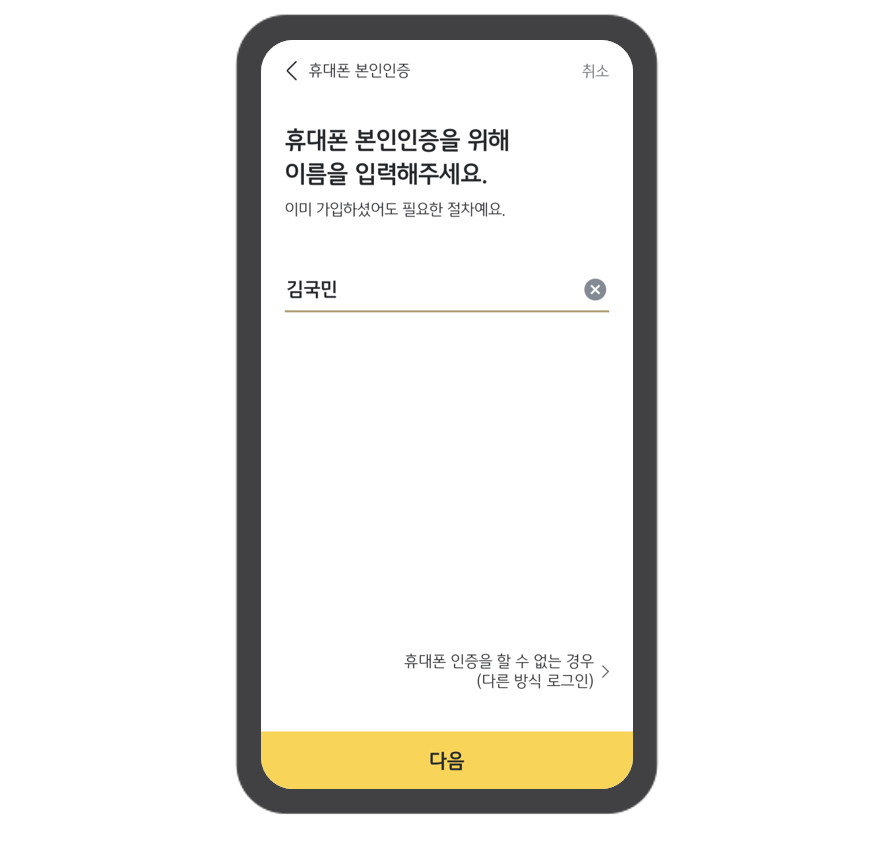 휴대폰 본인인증
취소
휴대폰 본인인증을 위해
이름을 입력해주세요.
이미 가입하셨어도 필요한 절차예요.
김국민
휴대폰 인증을 할 수 없는 경우
(다른 방식 로그인)
다음